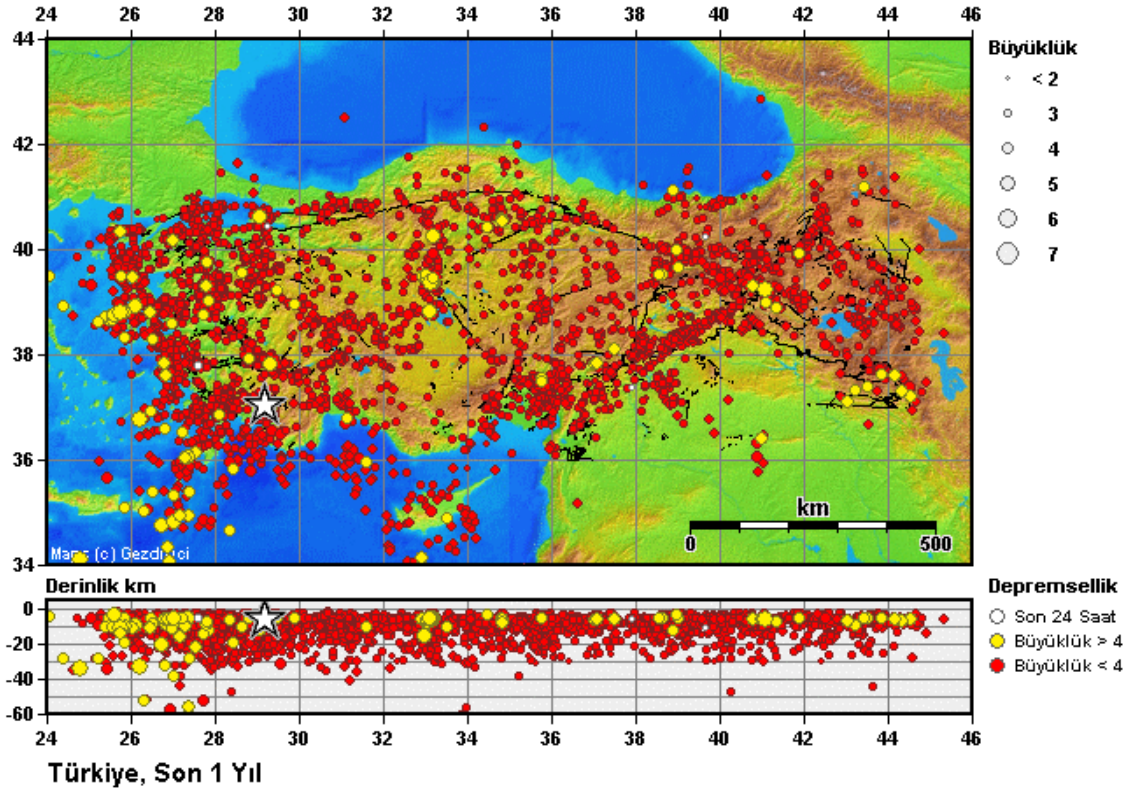 24 26 28 30 32 34 36 38 40 42 44 46
44
42
40
38
36
34
km
0 500
Maps (c) Gezdirici
Büyüklük
< 2
3
4
5
6
7
Derinlik km
0
-20
-40
-60
24 26 28 30 32 34 36 38 40 42 44 46
Depremsellik
Son 24 Saat
Büyüklük > 4
Büyüklük < 4
Türkiye, Son 1 Yıl